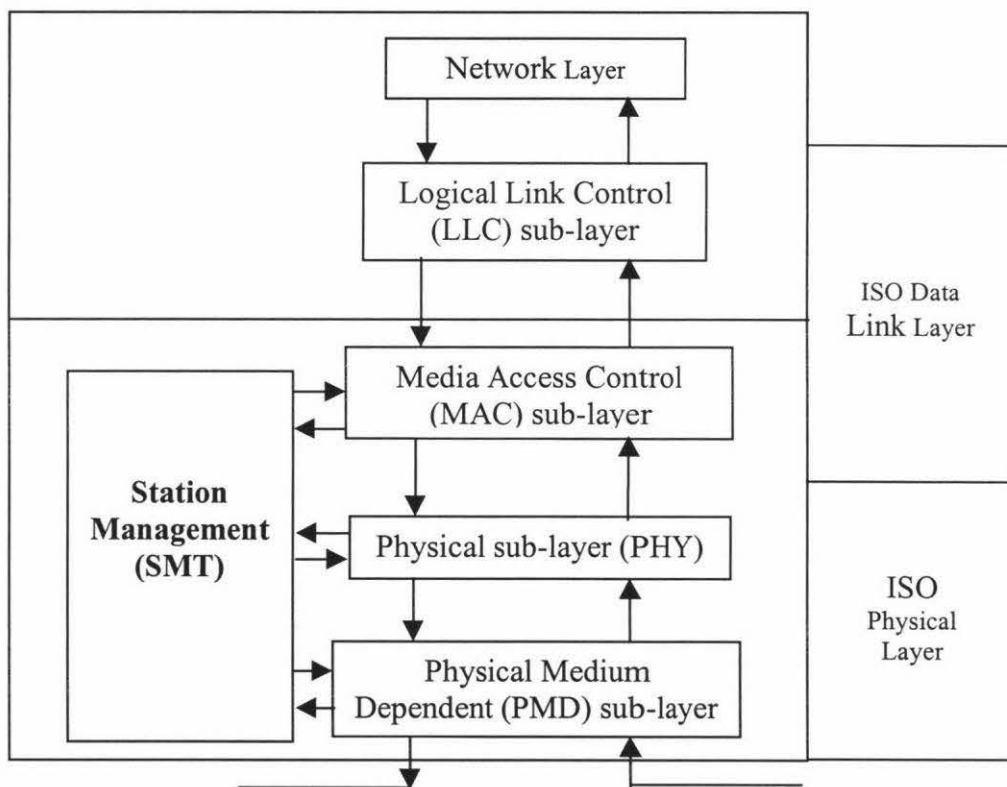 Network Layer
Logical Link Control
(LLC) sub-layer
ISO Data
Link Layer
Media Access Control
(MAC) sub-layer
Station
Management
(SMT)
Physical sub-layer (PHY)
ISO
Physical
Layer
Physical Medium
Dependent (PMD) sub-layer